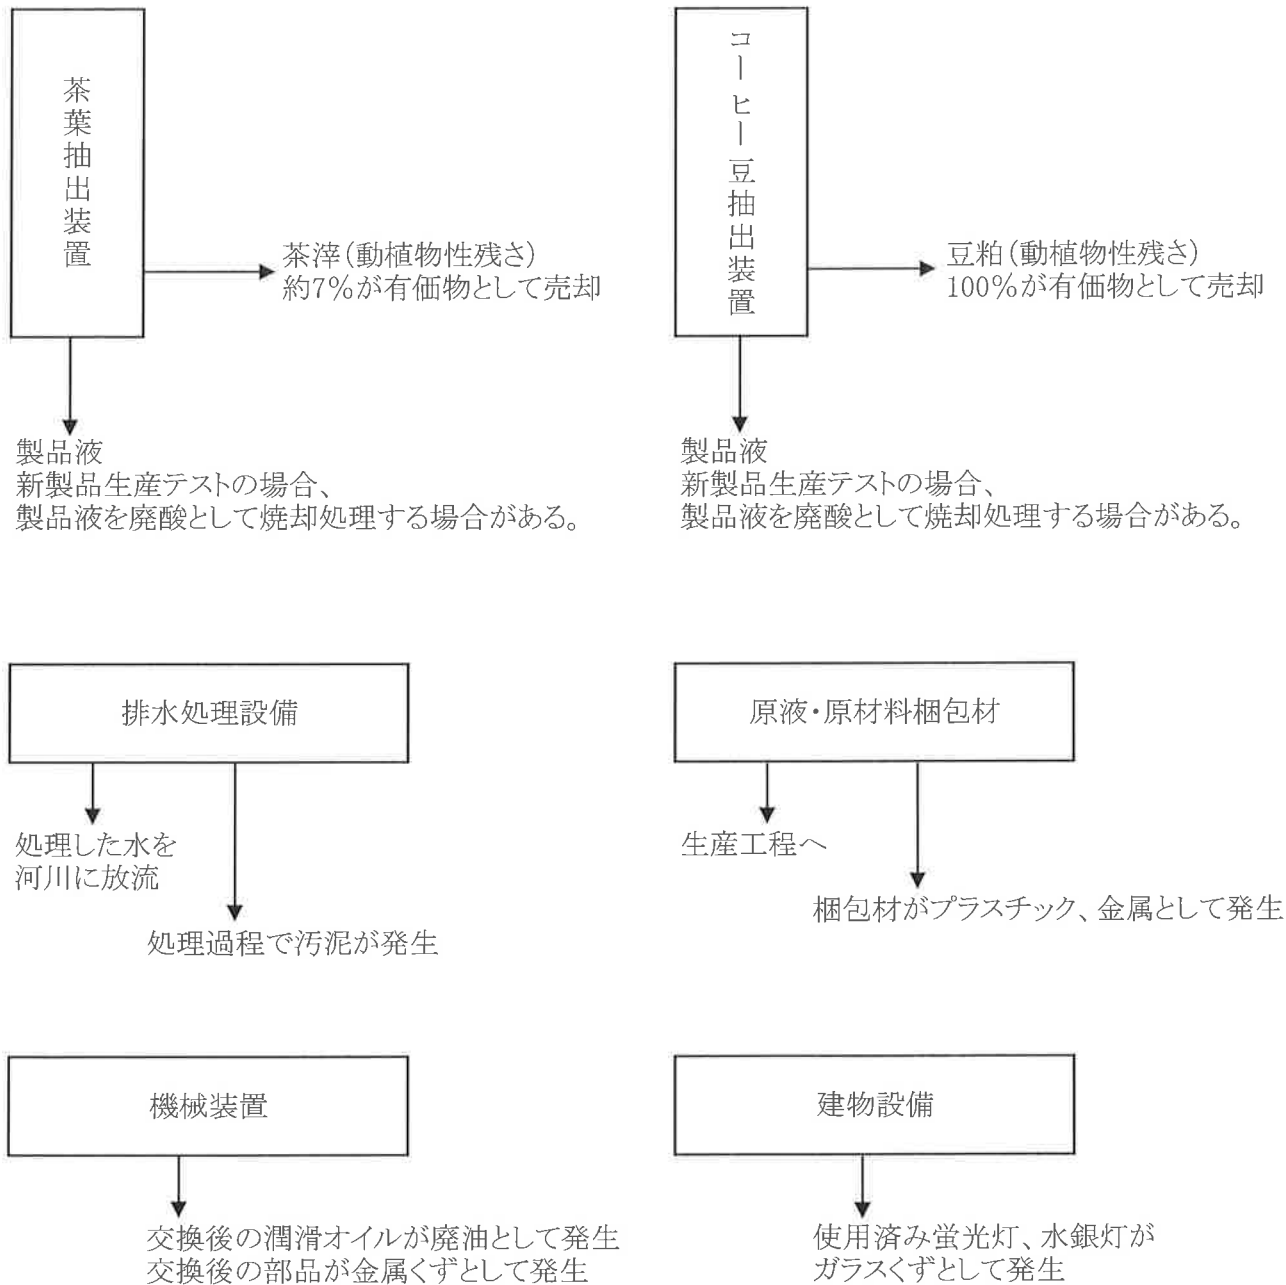 茶葉抽出装置
茶滓(動植物性残さ)
約7%が有価物として売却
製品液
新製品生産テストの場合、
製品液を廃酸として焼却処理する場合がある。
コーヒー豆抽出装置
豆粕(動植物性残さ)
100%が有価物として売却
製品液
新製品生産テストの場合、
製品液を廃酸として焼却処理する場合がある。
排水処理設備
処理した水を
河川に放流
処理過程で汚泥が発生
原液・原材料梱包材
生産工程へ
梱包材がプラスチック、金属として発生
機械装置
交換後の潤滑オイルが廃油として発生
交換後の部品が金属くずとして発生
建物設備
使用済み蛍光灯、水銀灯が
ガラスくずとして発生